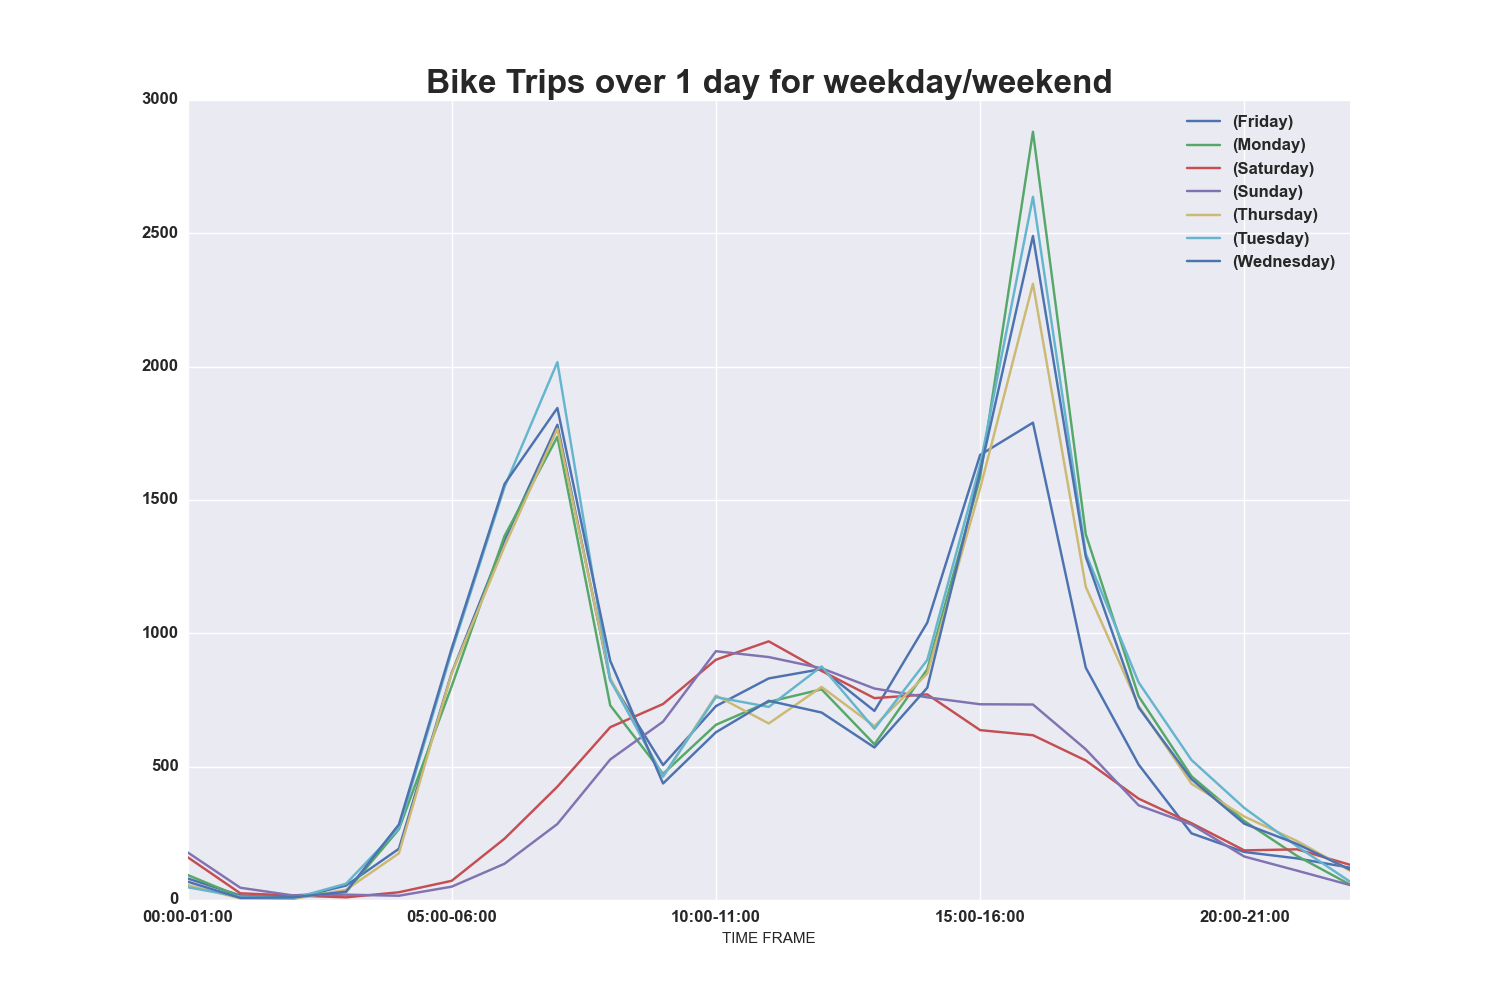 Bike Trips over 1 day for weekday/weekend
3000
2500
2000
1500
1000
500
0
(Friday)
(Monday)
(Saturday)
(Sunday)
(Thursday)
(Tuesday)
(Wednesday)
00:00-01:00 05:00-06:00 10:00-11:00 15:00-16:00 20:00-21:00
TIME FRAME